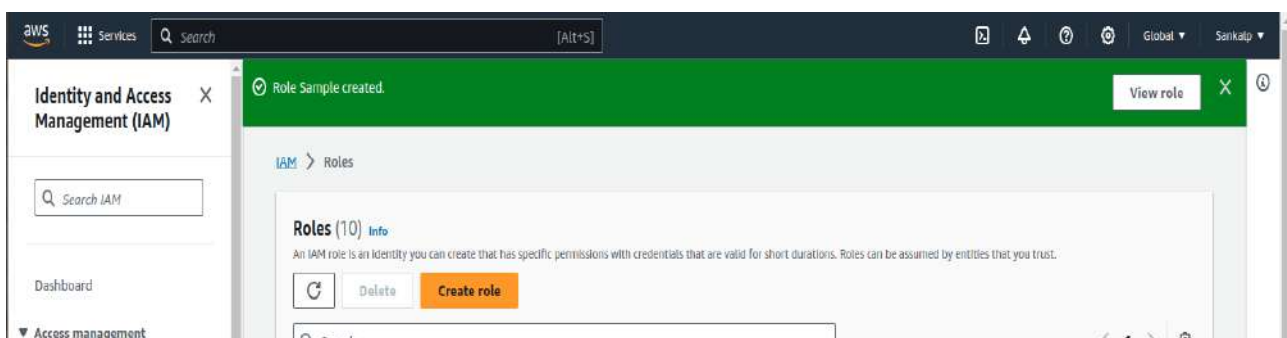 aws Services Search [Alt+S] Global Sankalp
Identity and Access
Management (IAM)
Role Sample created.
View role
IAM > Roles
Search IAM
Roles (10) Info
An IAM role is an identity you can create that has specific permissions with credentials that are valid for short durations. Roles can be assumed by entities that you trust.
Delete Create role
Dashboard
Access management